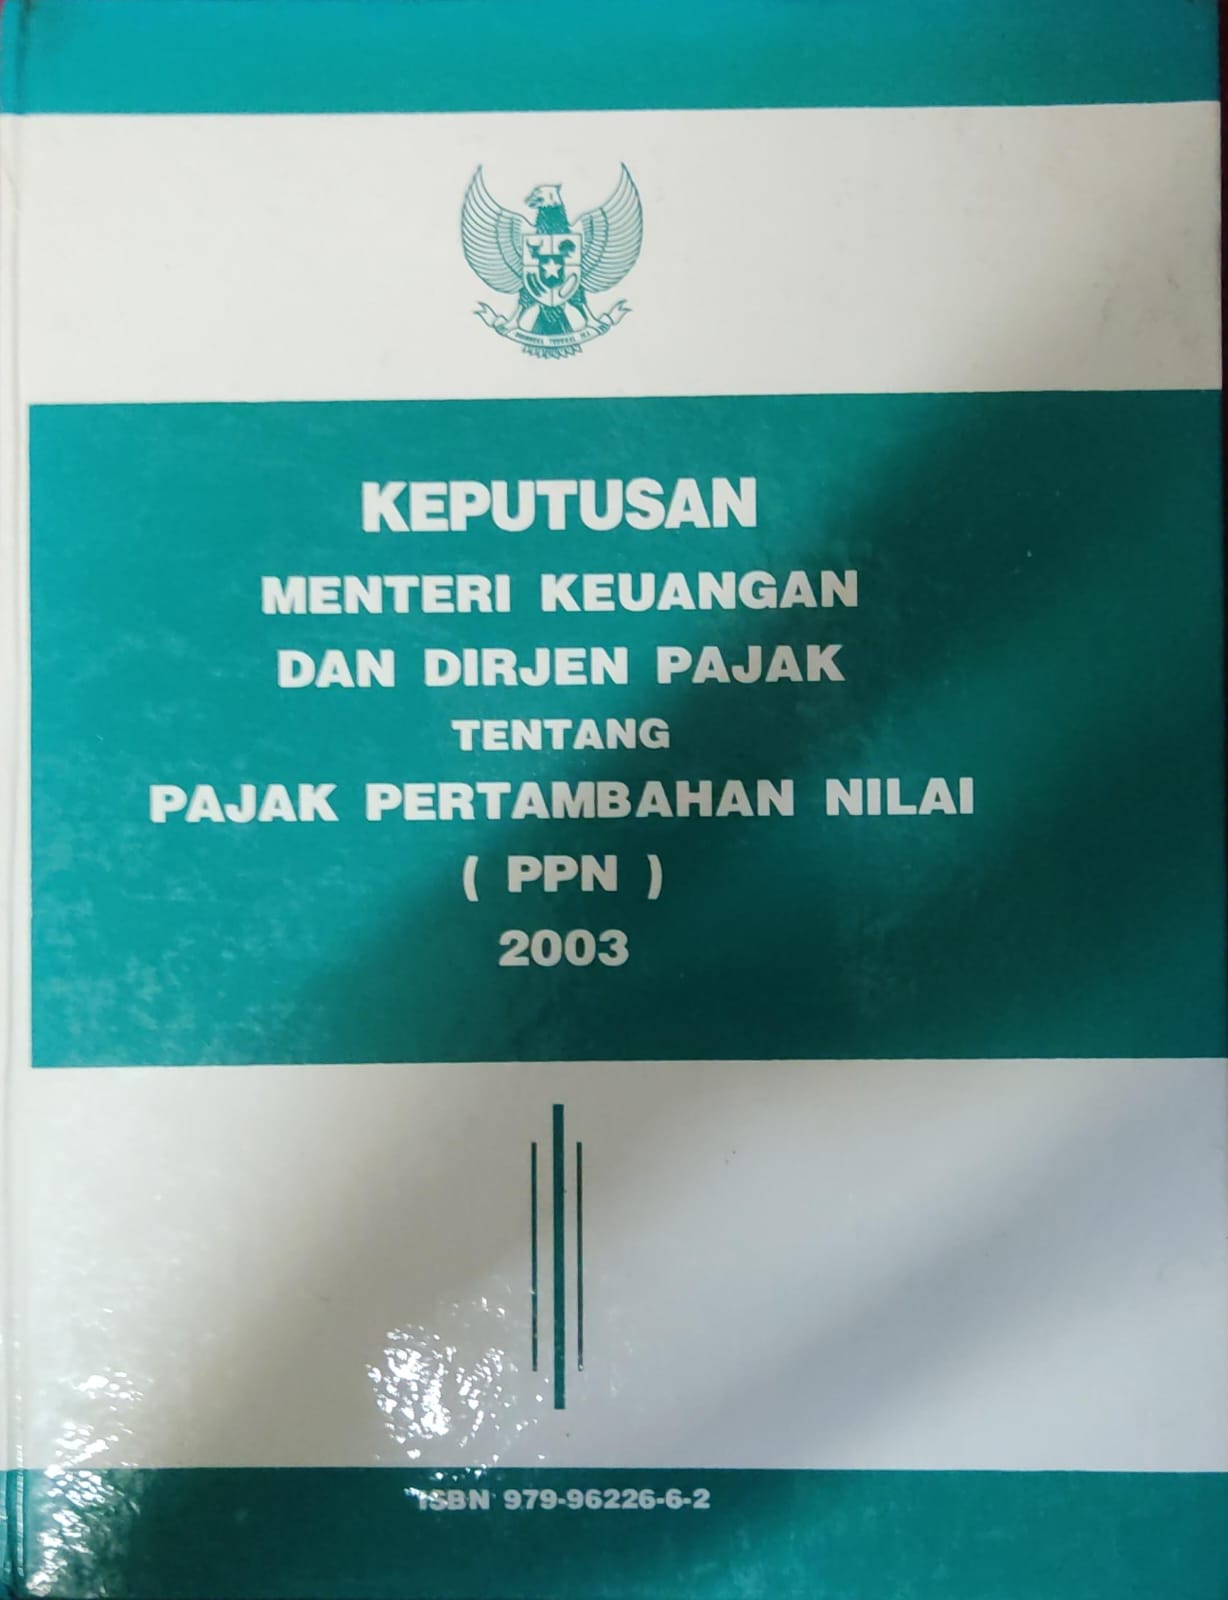 KEPUTUSAN
MENTERI KEUANGAN
DAN DIRJEN PAJAK
TENTANG
PAJAK PERTAMBAHAN NILAI
( PPN )
2003
ISBN 979-96226-6-2